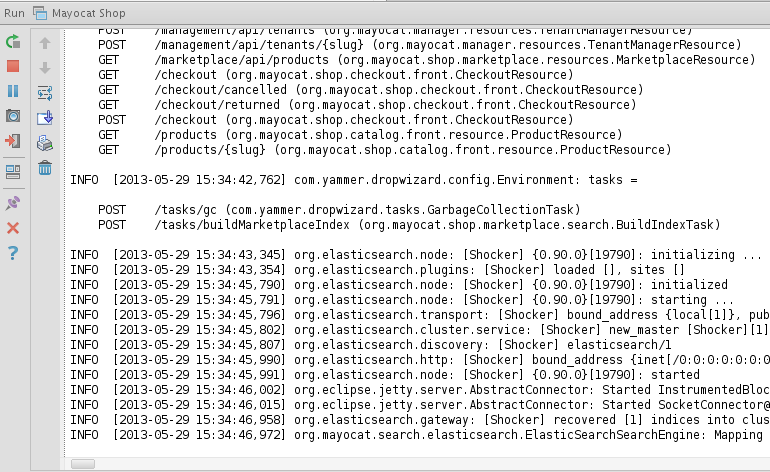 Run Mayocat Shop
POST /management/api/tenants (org.mayocat.manager.resources.TenantManagerResource)
POST /management/api/tenants/{slug} (org.mayocat.manager.resources.TenantManagerResource)
GET /marketplace/api/products (org.mayocat.shop.marketplace.resources.MarketplaceResource)
GET /checkout (org.mayocat.shop.checkout.front.CheckoutResource)
GET /checkout/cancelled (org.mayocat.shop.checkout.front.CheckoutResource)
GET /checkout/returned (org.mayocat.shop.checkout.front.CheckoutResource)
POST /checkout (org.mayocat.shop.checkout.front.CheckoutResource)
GET /products (org.mayocat.shop.catalog.front.resource.ProductResource)
GET /products/{slug} (org.mayocat.shop.catalog.front.resource.ProductResource)
INFO [2013-05-29 15:34:42,762] com.yammer.dropwizard.config.Environment: tasks =
POST /tasks/gc (com.yammer.dropwizard.tasks.GarbageCollectionTask)
POST /tasks/buildMarketplaceIndex (org.mayocat.shop.marketplace.search.BuildIndexTask)
INFO [2013-05-29 15:34:43,345] org.elasticsearch.node: [Shocker] {0.90.0}[19790]: initializing ...
INFO [2013-05-29 15:34:43,354] org.elasticsearch.plugins: [Shocker] loaded [], sites []
INFO [2013-05-29 15:34:45,790] org.elasticsearch.node: [Shocker] {0.90.0}[19790]: initialized
INFO [2013-05-29 15:34:45,791] org.elasticsearch.node: [Shocker] {0.90.0}[19790]: starting ...
INFO [2013-05-29 15:34:45,796] org.elasticsearch.transport: [Shocker] bound_address {local[1]}, pub
INFO [2013-05-29 15:34:45,802] org.elasticsearch.cluster.service: [Shocker] new_master [Shocker][1]
INFO [2013-05-29 15:34:45,807] org.elasticsearch.discovery: [Shocker] elasticsearch/1
INFO [2013-05-29 15:34:45,990] org.elasticsearch.http: [Shocker] bound_address {inet[/0:0:0:0:0:0:0
INFO [2013-05-29 15:34:45,991] org.elasticsearch.node: [Shocker] {0.90.0}[19790]: started
INFO [2013-05-29 15:34:46,002] org.eclipse.jetty.server.AbstractConnector: Started InstrumentedBloc
INFO [2013-05-29 15:34:46,015] org.eclipse.jetty.server.AbstractConnector: Started SocketConnector@
INFO [2013-05-29 15:34:46,958] org.elasticsearch.gateway: [Shocker] recovered [1] indices into clus
INFO [2013-05-29 15:34:46,972] org.mayocat.search.elasticsearch.ElasticSearchSearchEngine: Mapping